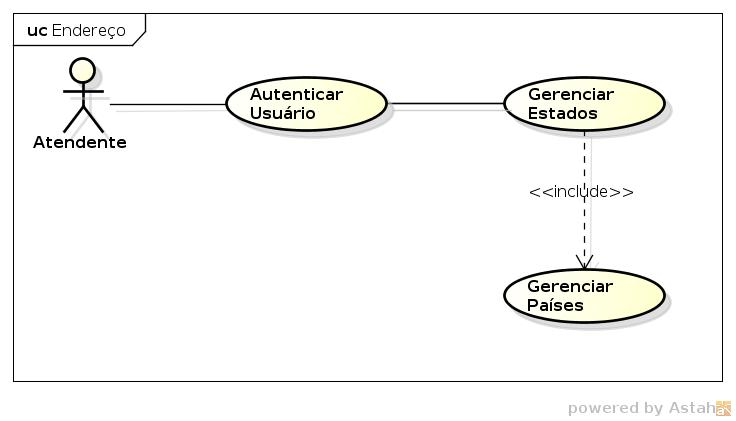 uc Endereço
Autenticar
Usuário
Gerenciar
Estados
Atendente
<<include>>
Gerenciar
Países
powered by Astah